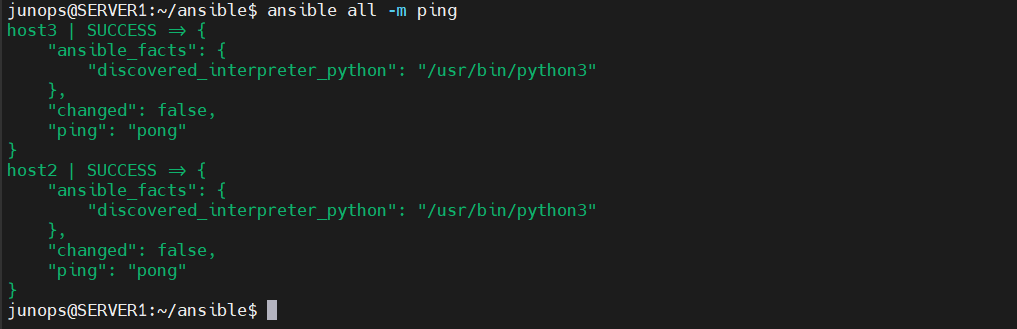 junops@SERVER1:~/ansible$ ansible all -m ping
host3 | SUCCESS => {
    "ansible_facts": {
        "discovered_interpreter_python": "/usr/bin/python3"
    },
    "changed": false,
    "ping": "pong"
}
host2 | SUCCESS => {
    "ansible_facts": {
        "discovered_interpreter_python": "/usr/bin/python3"
    },
    "changed": false,
    "ping": "pong"
}
junops@SERVER1:~/ansible$